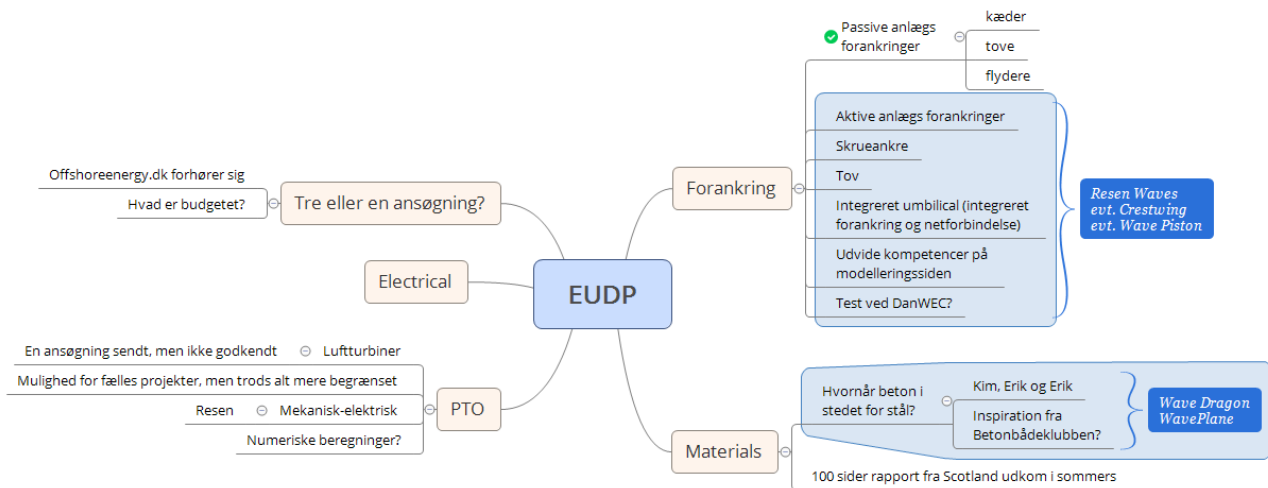 EUDP
Forankring
Passive anlægs
forankringer
kæder
tove
flydere
Aktive anlægs forankringer
Skrueankre
Tov
Integreret umbilical (integreret
forankring og netforbindelse)
Udvide kompetencer på
modelleringssiden
Test ved DanWEC?
Resen Waves
evt. Crestwing
evt. Wave Piston
Materials
Hvornår beton i
stedet for stål?
Kim, Erik og Erik
Inspiration fra
Betonbådeklubben?
Wave Dragon
WavePlane
100 sider rapport fra Scotland udkom i sommers
Tre eller en ansøgning?
Offshoreenergy.dk forhører sig
Hvad er budgetet?
Electrical
PTO
Luftturbiner
En ansøgning sendt, men ikke godkendt
Mulighed for fælles projekter, men trods alt mere begrænset
Mekanisk-elektrisk
Resen
Numeriske beregninger?